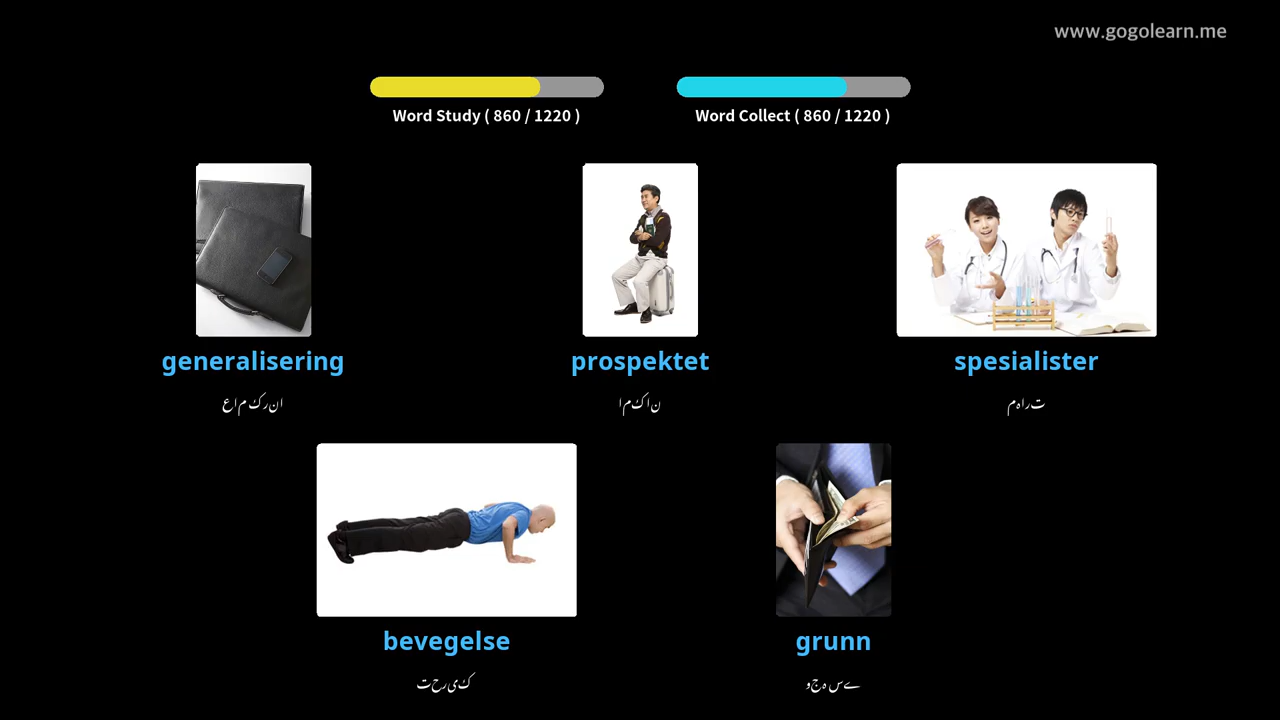 www.gogolearn.me
Word Study ( 860 / 1220 )
Word Collect ( 860 / 1220 )
generalisering
prospektet
spesialister
عام کرنا
امکان
مہارت
bevegelse
grunn
تحریک
وجہ سے